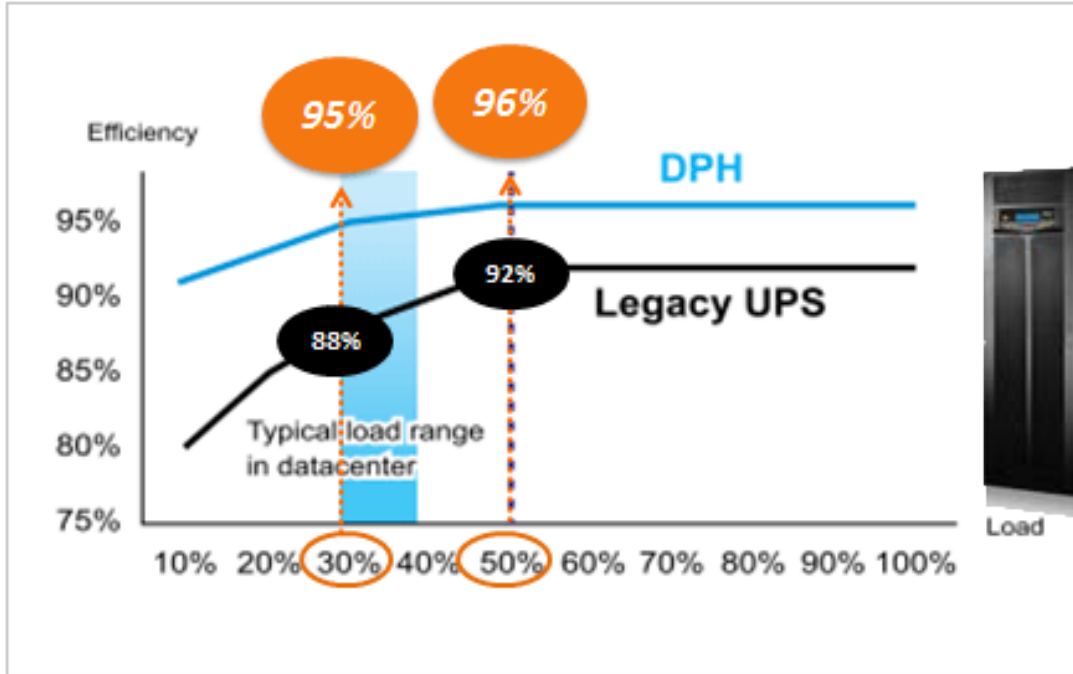 95%
96%
Efficiency
DPH
95%
92%
90%
Legacy UPS
88%
85%
80%
Typical load range
in datacenter
75%
Load
10% 20% 30% 40% 50% 60% 70% 80% 90% 100%